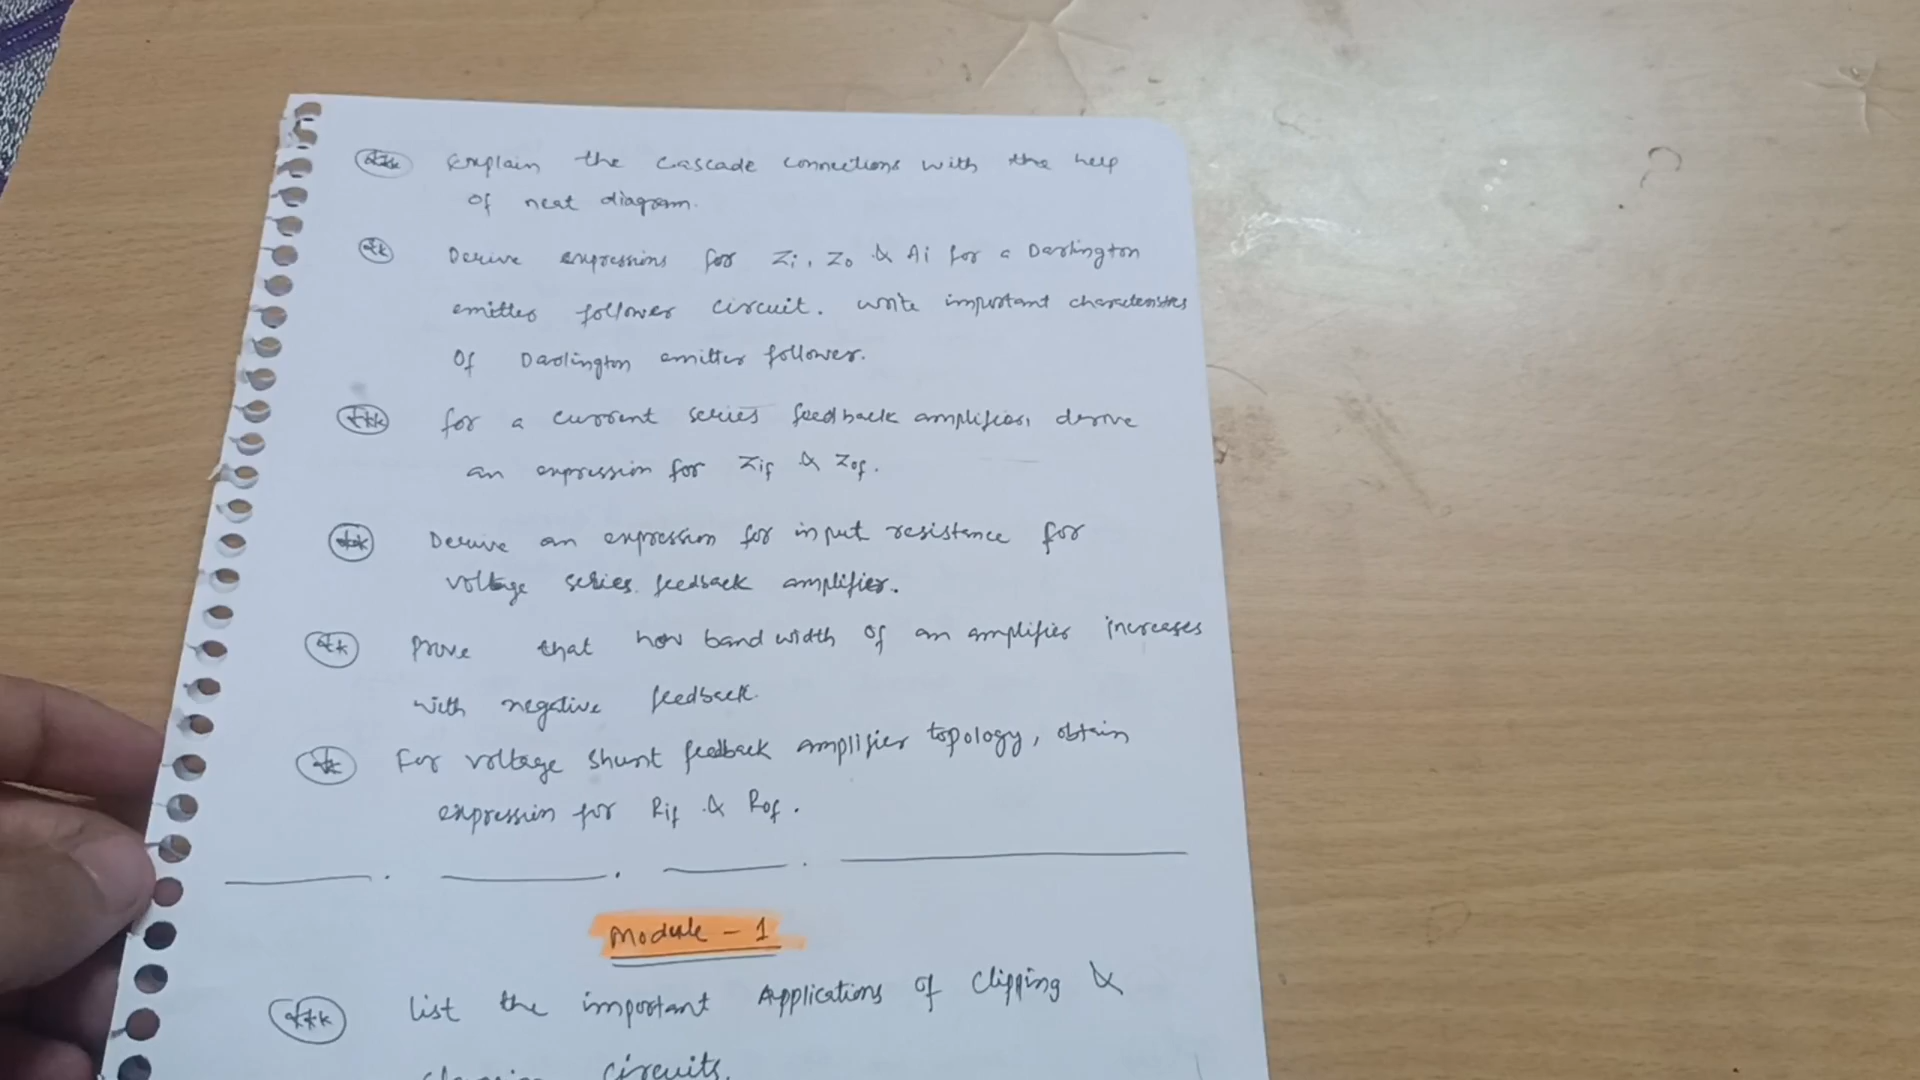 *** Explain the cascade connections with the help
of neat diagram.
** Derive expressions for Zi, Zo & Ai for a Darlington
emitter follower circuit. write important characteristics
of Darlington emitter follower.
*** for a current series feedback amplifier, derive
an expression for Zif & Zof.
** Derive an expression for input resistance for
voltage series feedback amplifier.
** Prove that how band width of an amplifier increases
with negative feedback.
* For voltage shunt feedback amplifier topology, obtain
expression for Rif & Rof.
Module - 1
*** List the important Applications of Clipping &
circuits.